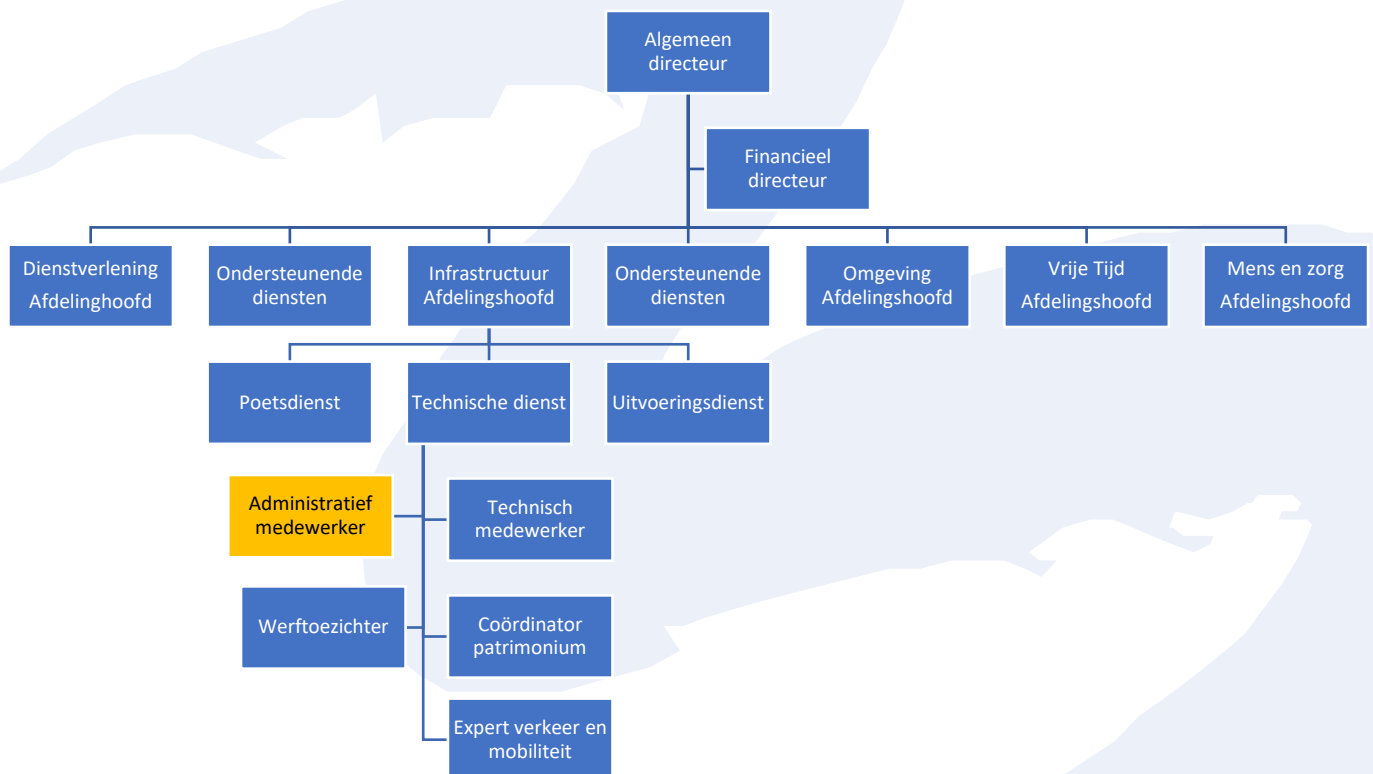 Algemeen
directeur
Financieel
directeur
Dienstverlening
Afdelinghoofd
Ondersteunende
diensten
Infrastructuur
Afdelingshoofd
Ondersteunende
diensten
Omgeving
Afdelingshoofd
Vrije Tijd
Afdelingshoofd
Mens en zorg
Afdelingshoofd
Poetsdienst
Technische dienst
Uitvoeringsdienst
Administratief
medewerker
Technisch
medewerker
Werftoezichter
Coördinator
patrimonium
Expert verkeer en
mobiliteit